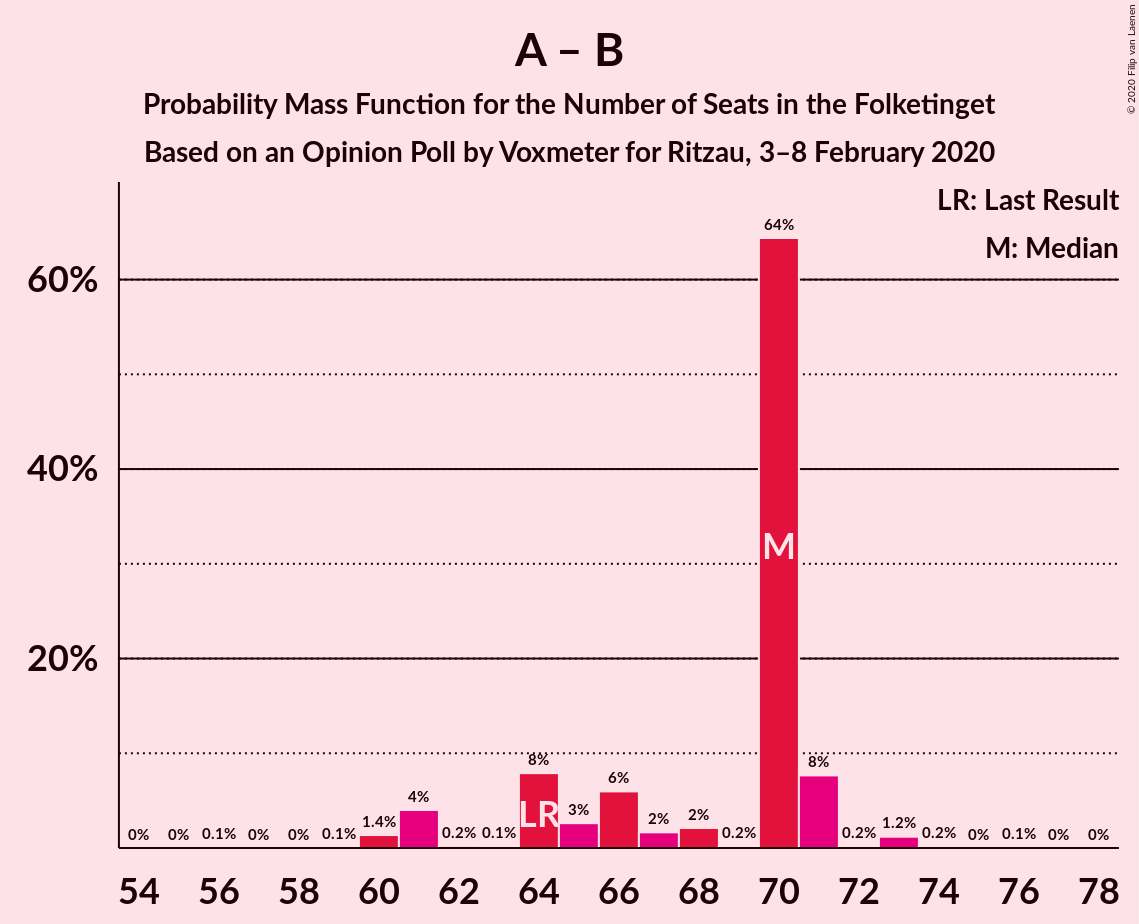 A – B
Probability Mass Function for the Number of Seats in the Folketinget
Based on an Opinion Poll by Voxmeter for Ritzau, 3–8 February 2020
© 2020 Filip van Laenen
LR: Last Result
M: Median
60%
40%
20%
0% 0% 0.1% 0% 0% 0.1% 1.4% 4% 0.2% 0.1% 8% 3% 6% 2% 2% 0.2% 64% 8% 0.2% 1.2% 0.2% 0% 0.1% 0% 0%
LR
M
54 56 58 60 62 64 66 68 70 72 74 76 78